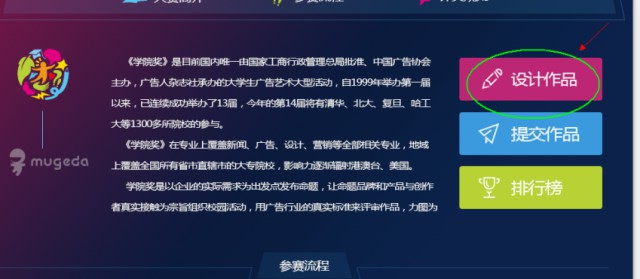 《学院奖》是目前国内唯一由国家工商行政管理总局批准、中国广告协会
主办，广告人杂志社承办的大学生广告艺术大型活动，自1999年举办第一届
以来，已连续成功举办了13届，今年的第14届将有清华、北大、复旦、哈工
大等1300多所院校的参与。
《学院奖》在专业上覆盖新闻、广告、设计、营销等全部相关专业，地域
上覆盖全国所有省市直辖市的大专院校，影响力逐渐辐射港澳台、美国。
学院奖是以企业的实际需求为出发点发布命题，让命题品牌和产品与创作
者真实接触为宗旨组织校园活动，用广告行业的真实标准来评审作品，力图为
mugeda
设计作品
提交作品
排行榜
参赛流程